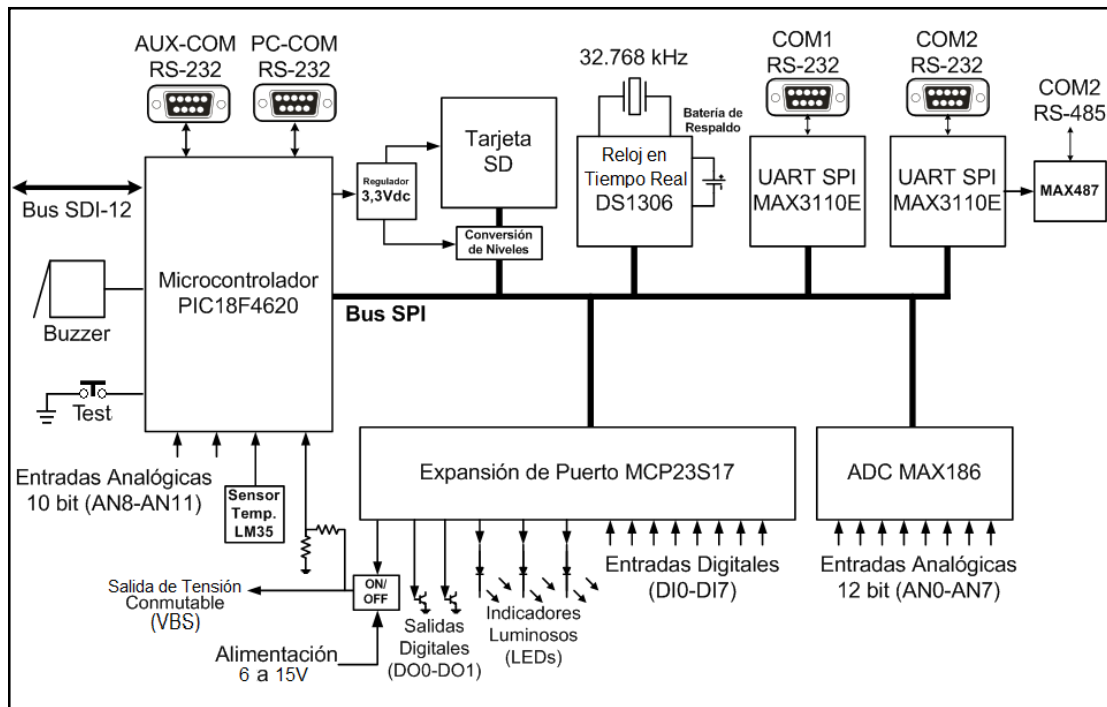 AUX-COM
RS-232
PC-COM
RS-232
32.768 kHz
COM1
RS-232
COM2
RS-232
COM2
RS-485
Batería de
Respaldo
Tarjeta
SD
Regulador
3,3Vdc
Reloj en
Tiempo Real
DS1306
UART SPI
MAX3110E
UART SPI
MAX3110E
MAX487
Bus SDI-12
Conversión
de Niveles
Microcontrolador
PIC18F4620
Bus SPI
Buzzer
Test
Entradas Analógicas
10 bit (AN8-AN11)
Sensor
Temp.
LM35
Expansión de Puerto MCP23S17
ADC MAX186
Entradas Digitales
(DI0-DI7)
Entradas Analógicas
12 bit (AN0-AN7)
Salida de Tensión
Conmutable
(VBS)
ON/
OFF
Salidas
Digitales
(DO0-DO1)
Indicadores
Luminosos
(LEDs)
Alimentación
6 a 15V